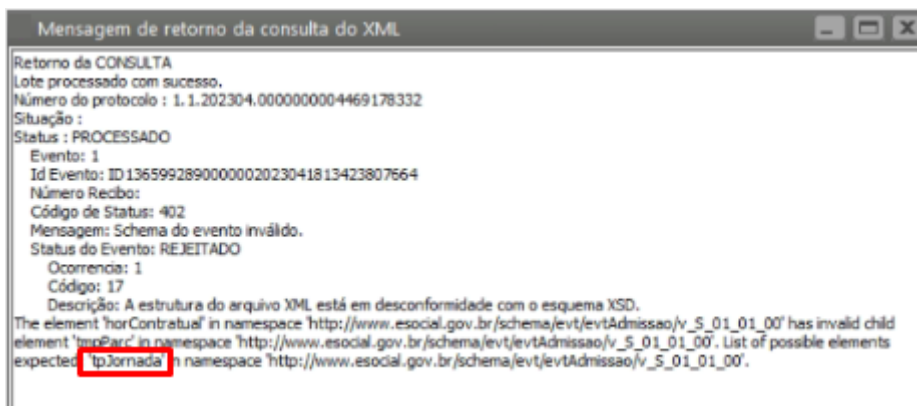 Mensagem de retorno da consulta do XML
Retorno da CONSULTA
Lote processado com sucesso.
Número do protocolo : 1.1.202304.0000000004469178332
Situação :
Status : PROCESSADO
Evento: 1
Id Evento: ID1365992890000002023041813423807664
Número Recibo:
Código de Status: 402
Mensagem: Schema do evento inválido.
Status do Evento: REJEITADO
Ocorrencia: 1
Código: 17
Descrição: A estrutura do arquivo XML está em desconformidade com o esquema XSD.
The element 'horContratual' in namespace 'http://www.esocial.gov.br/schema/evt/evtAdmissao/v_S_01_01_00' has invalid child
element 'tmpParc' in namespace 'http://www.esocial.gov.br/schema/evt/evtAdmissao/v_S_01_01_00'. List of possible elements
expected 'tpJornada' in namespace 'http://www.esocial.gov.br/schema/evt/evtAdmissao/v_S_01_01_00'.